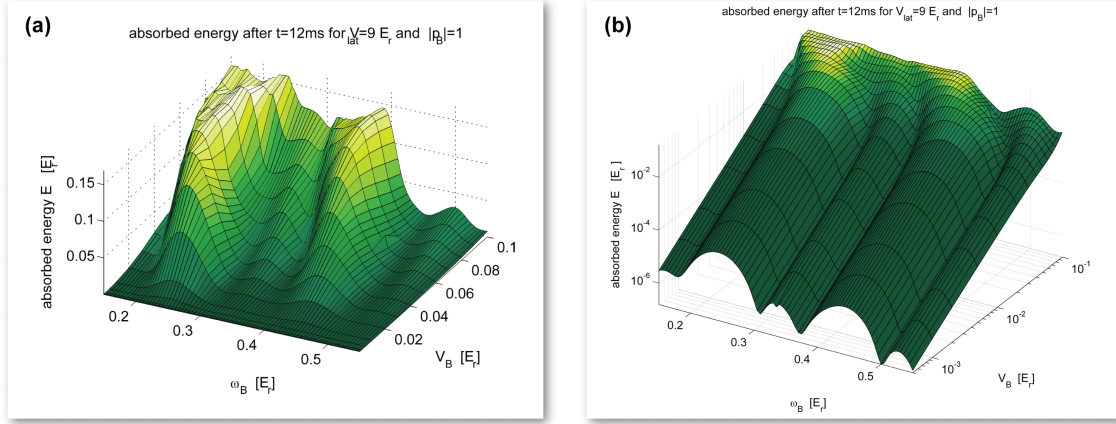 (a)
absorbed energy after t=12ms for V_lat=9 E_r and |p_B|=1
absorbed energy E [E_r]
0.15
0.1
0.05
0.2
0.3
0.4
0.5
ω_B [E_r]
0.02
0.04
0.06
0.08
0.1
V_B [E_r]
(b)
absorbed energy after t=12ms for V_lat=9 E_r and |p_B|=1
absorbed energy E [E_r]
10^-2
10^-4
10^-6
0.2
0.3
0.4
0.5
ω_B [E_r]
10^-3
10^-2
10^-1
V_B [E_r]